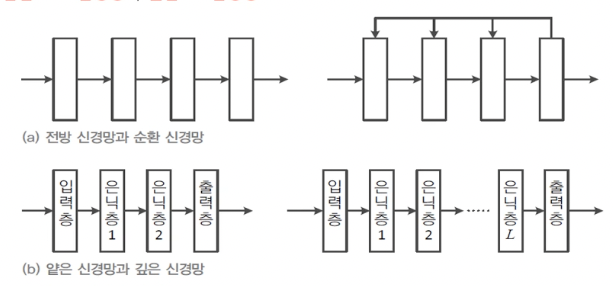 (a) 전방 신경망과 순환 신경망
입력층
은닉층1
은닉층2
출력층
입력층
은닉층1
은닉층2
은닉층L
출력층
(b) 얕은 신경망과 깊은 신경망